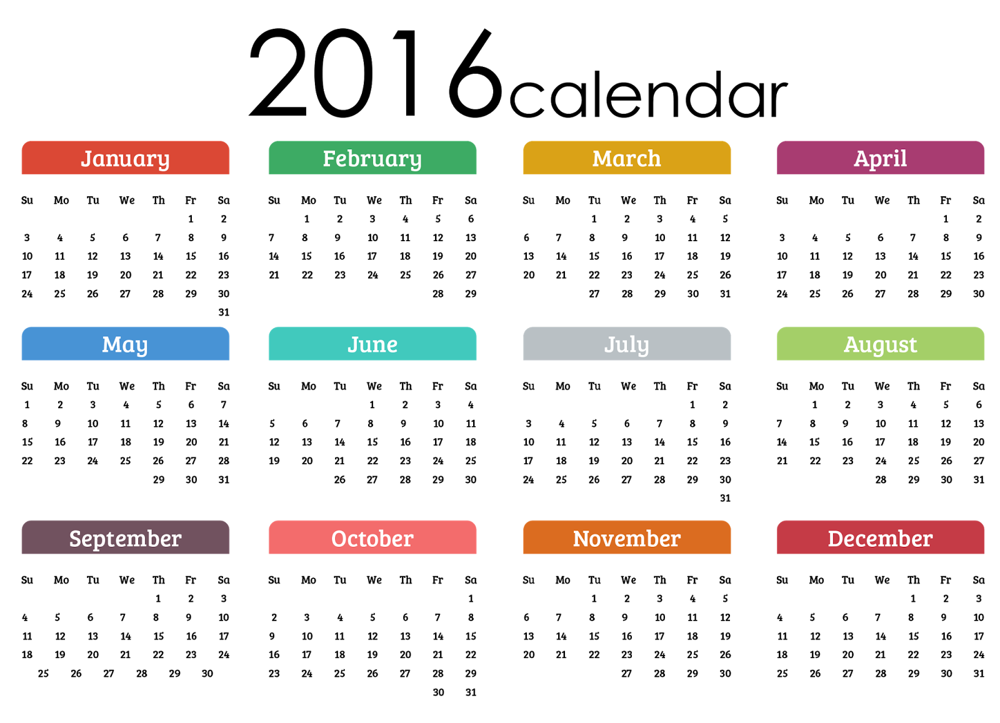 2016 calendar
January
Su Mo Tu We Th Fr Sa
1 2
3 4 5 6 7 8 9
10 11 12 13 14 15 16
17 18 19 20 21 22 23
24 25 26 27 28 29 30
31
February
Su Mo Tu We Th Fr Sa
1 2 3 4 5 6
7 8 9 10 11 12 13
14 15 16 17 18 19 20
21 22 23 24 25 26 27
28 29
March
Su Mo Tu We Th Fr Sa
1 2 3 4 5
6 7 8 9 10 11 12
13 14 15 16 17 18 19
20 21 22 23 24 25 26
27 28 29 30 31
April
Su Mo Tu We Th Fr Sa
1 2
3 4 5 6 7 8 9
10 11 12 13 14 15 16
17 18 19 20 21 22 23
24 25 26 27 28 29 30
May
Su Mo Tu We Th Fr Sa
1 2 3 4 5 6 7
8 9 10 11 12 13 14
15 16 17 18 19 20 21
22 23 24 25 26 27 28
29 30 31
June
Su Mo Tu We Th Fr Sa
1 2 3 4
5 6 7 8 9 10 11
12 13 14 15 16 17 18
19 20 21 22 23 24 25
26 27 28 29 30
July
Su Mo Tu We Th Fr Sa
1 2
3 4 5 6 7 8 9
10 11 12 13 14 15 16
17 18 19 20 21 22 23
24 25 26 27 28 29 30
31
August
Su Mo Tu We Th Fr Sa
1 2 3 4 5 6
7 8 9 10 11 12 13
14 15 16 17 18 19 20
21 22 23 24 25 26 27
28 29 30 31
September
Su Mo Tu We Th Fr Sa
1 2 3
4 5 6 7 8 9 10
11 12 13 14 15 16 17
18 19 20 21 22 23 24
25 26 27 28 29 30
October
Su Mo Tu We Th Fr Sa
1
2 3 4 5 6 7 8
9 10 11 12 13 14 15
16 17 18 19 20 21 22
23 24 25 26 27 28 29
30 31
November
Su Mo Tu We Th Fr Sa
1 2 3 4 5
6 7 8 9 10 11 12
13 14 15 16 17 18 19
20 21 22 23 24 25 26
27 28 29 30
December
Su Mo Tu We Th Fr Sa
1 2 3
4 5 6 7 8 9 10
11 12 13 14 15 16 17
18 19 20 21 22 23 24
25 26 27 28 29 30 31